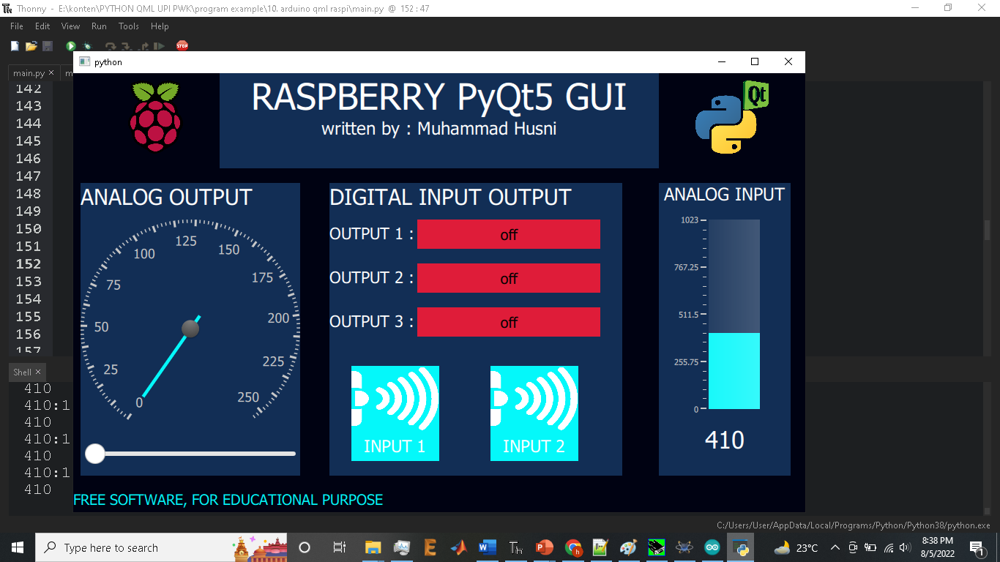 Thonny - E:\konten\PYTHON QML UPI PWK\program example\10. arduino qml raspi\main.py @ 152 : 47
File Edit View Run Tools Help
STOP
python
main.py × m
142
143
144
145
146
147
148
149
150
151
152
153
154
155
156
157
RASPBERRY PyQt5 GUI
written by : Muhammad Husni
Qt
ANALOG OUTPUT
0
25
50
75
100
125
150
175
200
225
250
DIGITAL INPUT OUTPUT
OUTPUT 1 : off
OUTPUT 2 : off
OUTPUT 3 : off
INPUT 1
INPUT 2
ANALOG INPUT
1023
767.25
511.5
255.75
0
410
FREE SOFTWARE, FOR EDUCATIONAL PURPOSE
Shell ×
410
410:1
410
410:1
410
410:1
410
C:/Users/User/AppData/Local/Programs/Python/Python38/python.exe
Type here to search
23°C
8:38 PM
8/5/2022
1